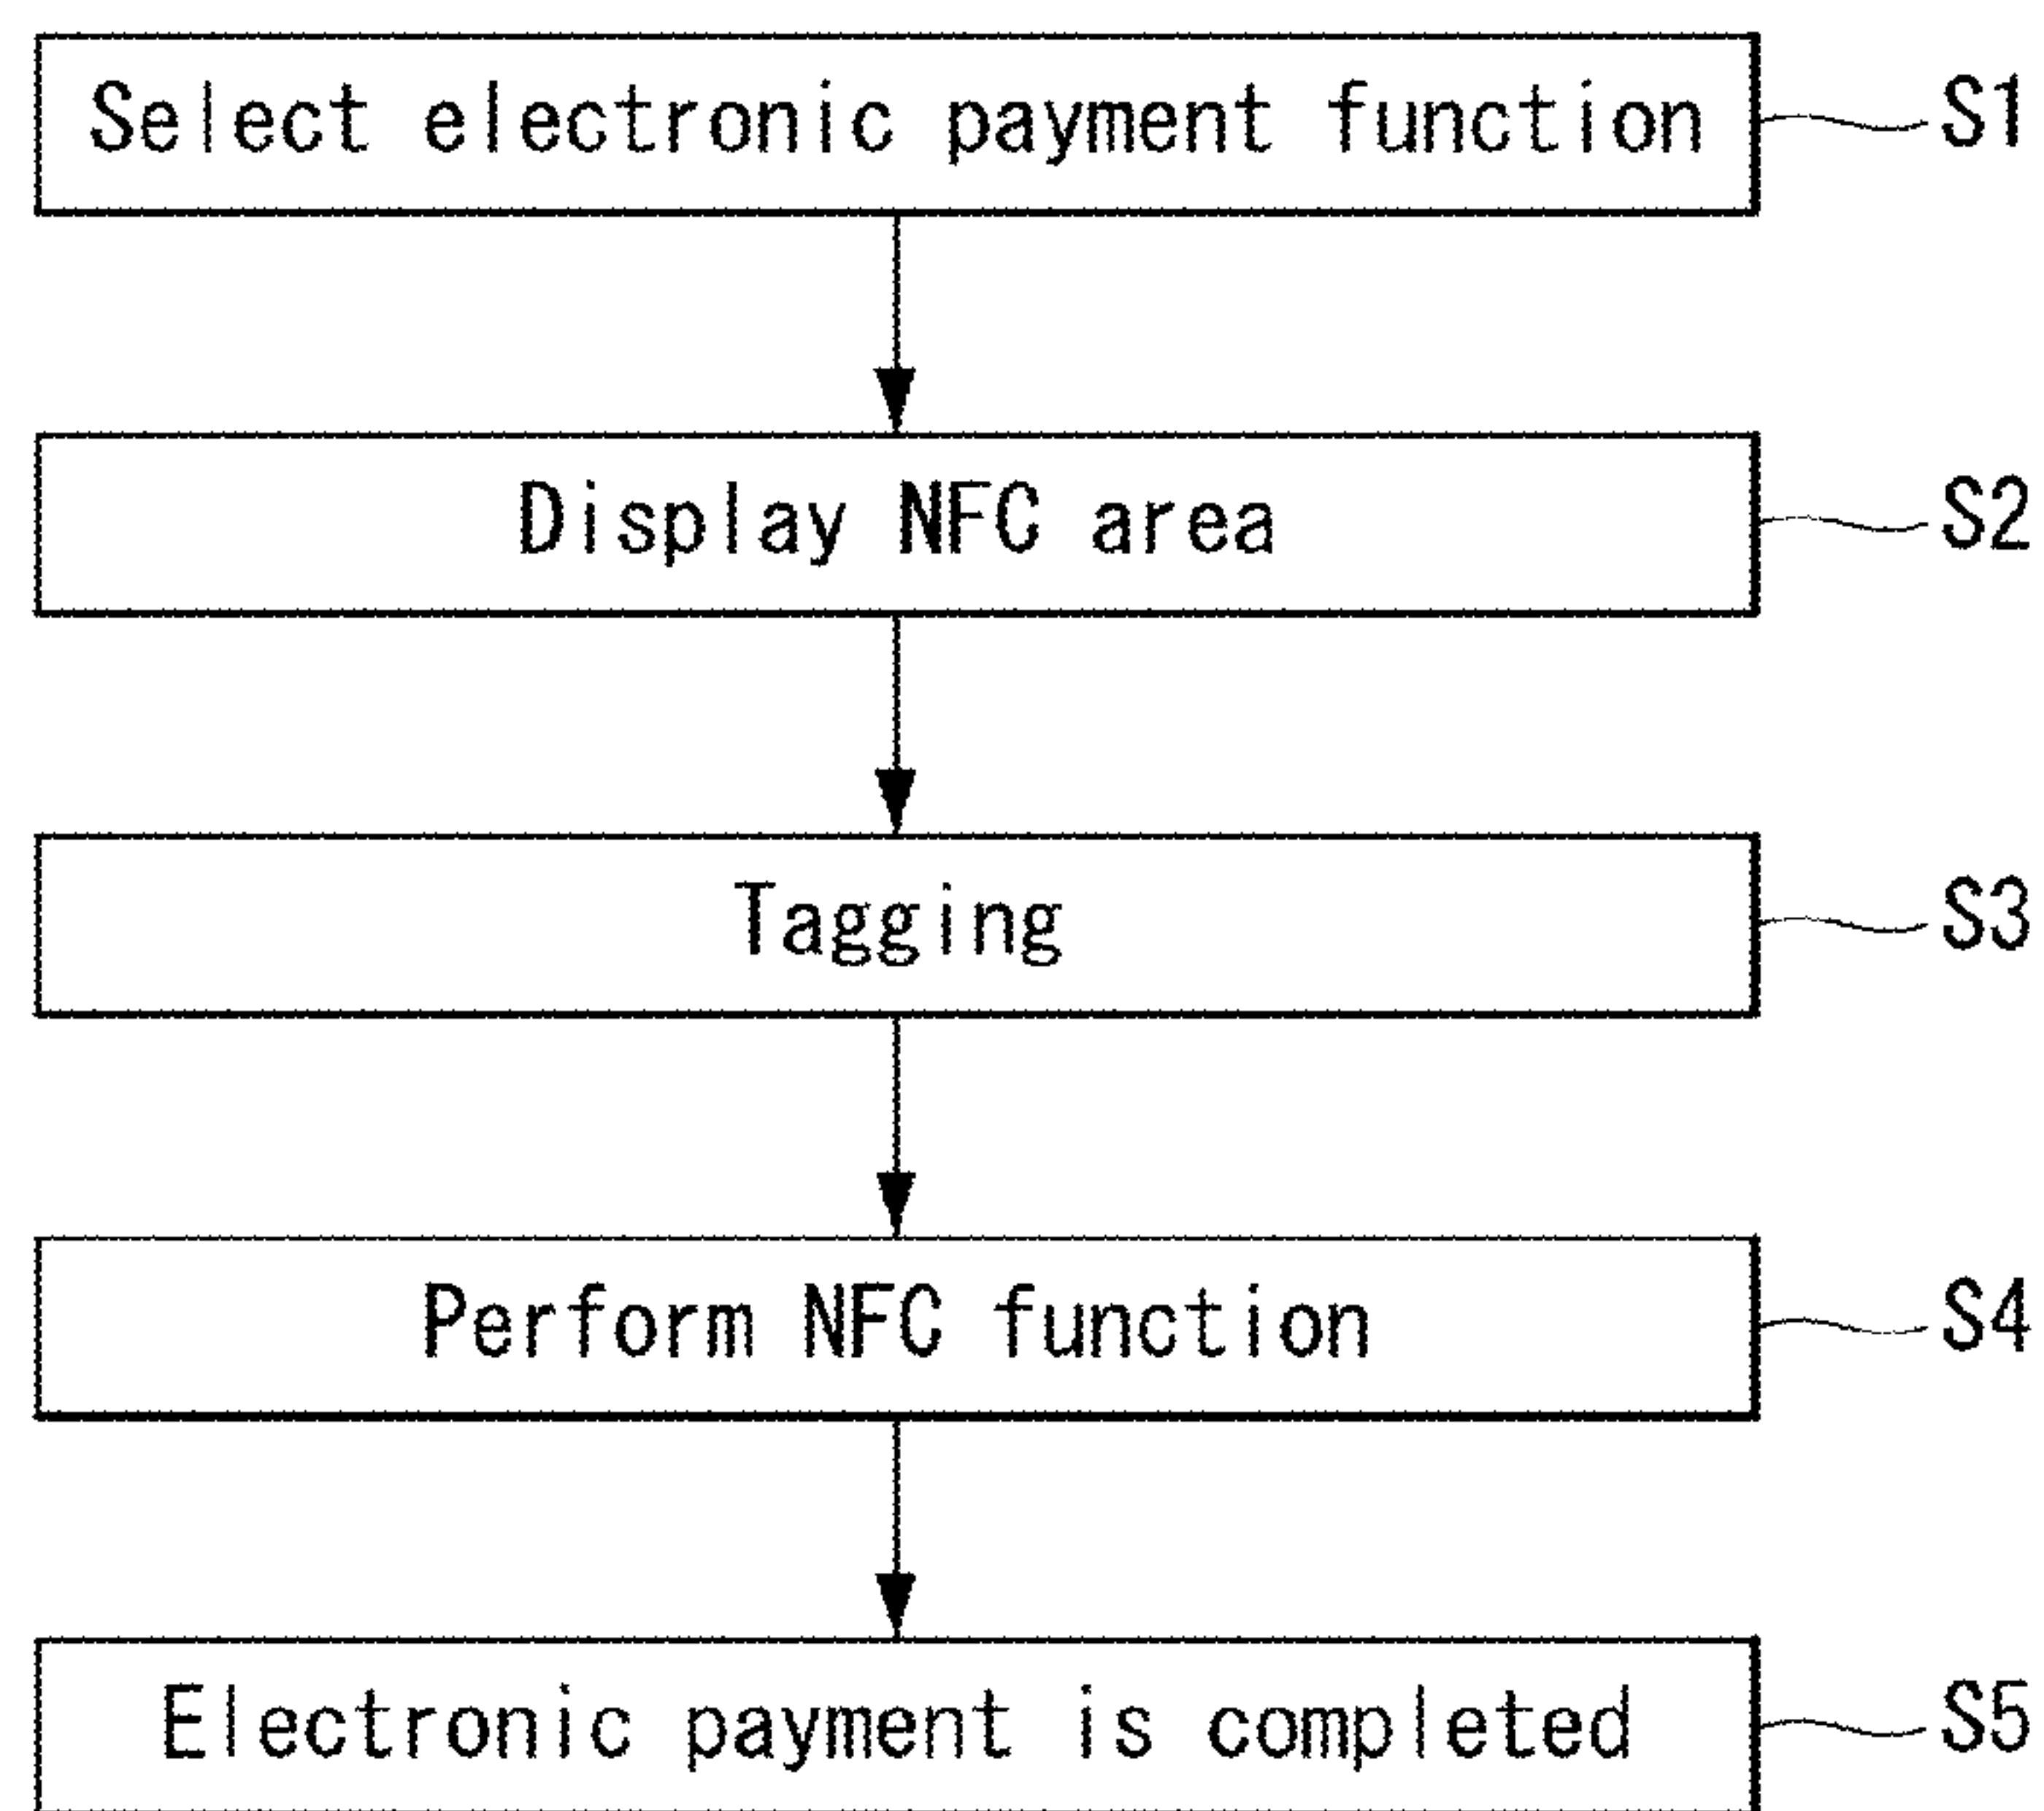 Select electronic payment function S1
Display NFC area S2
Tagging S3
Perform NFC function S4
Electronic payment is completed S5